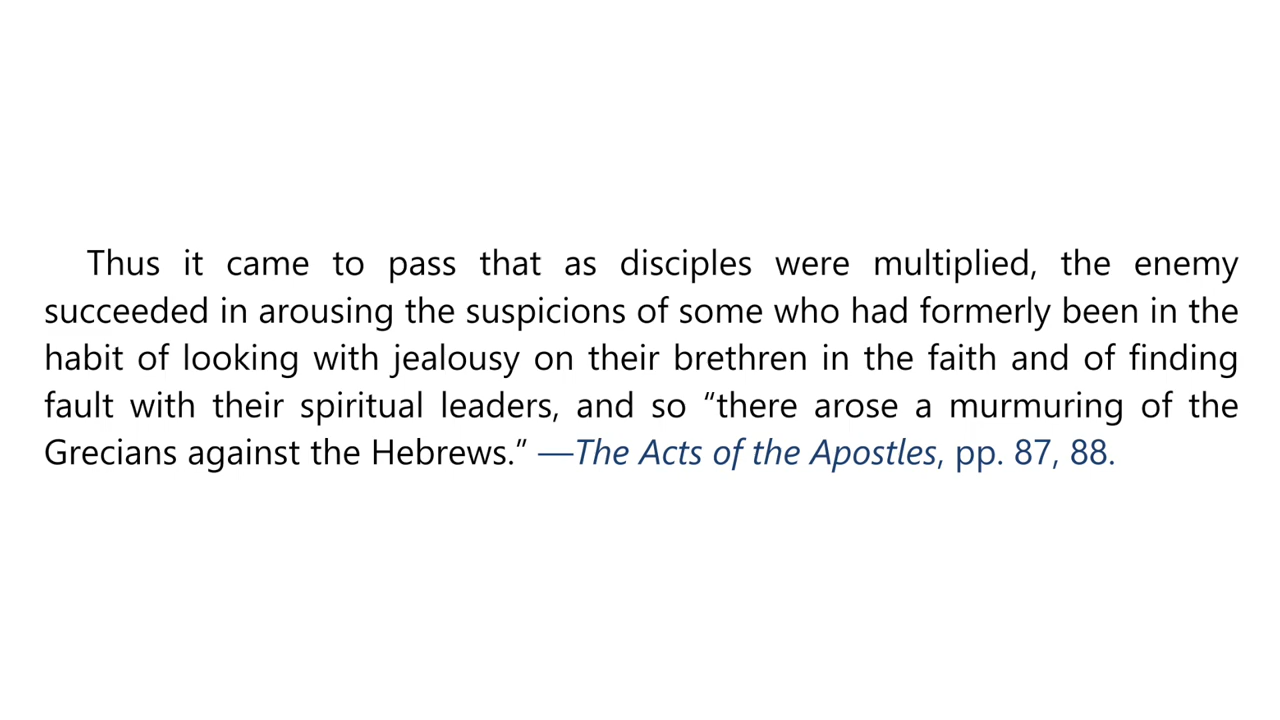 Thus it came to pass that as disciples were multiplied, the enemy
succeeded in arousing the suspicions of some who had formerly been in the
habit of looking with jealousy on their brethren in the faith and of finding
fault with their spiritual leaders, and so “there arose a murmuring of the
Grecians against the Hebrews.” —The Acts of the Apostles, pp. 87, 88.